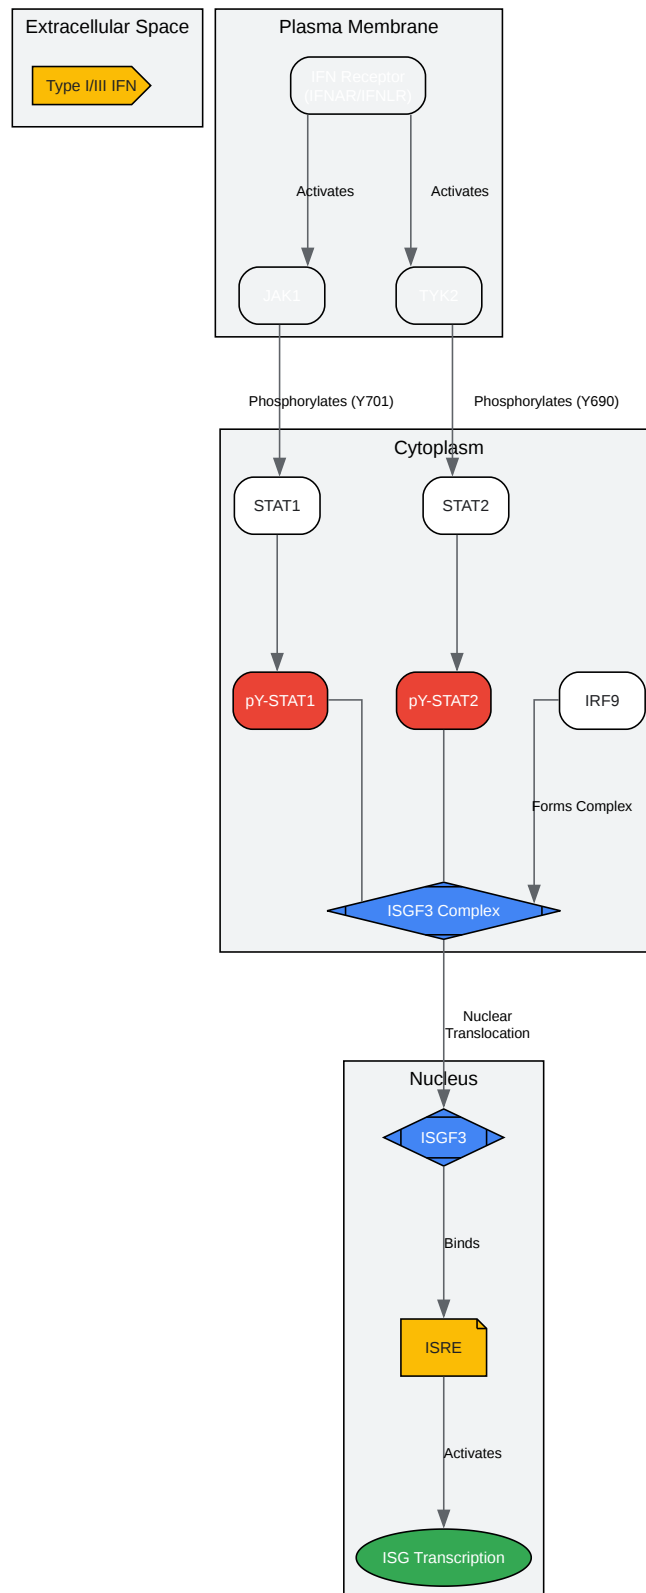 Extracellular Space
Plasma Membrane
Type I/III IFN
IFN Receptor
(IFNAR/IFNLR)
Activates
Activates
JAK1
TYK2
Phosphorylates (Y701)
Phosphorylates (Y690)
Cytoplasm
STAT1
STAT2
pY-STAT1
pY-STAT2
IRF9
Forms Complex
ISGF3 Complex
Nuclear
Translocation
Nucleus
ISGF3
Binds
ISRE
Activates
ISG Transcription